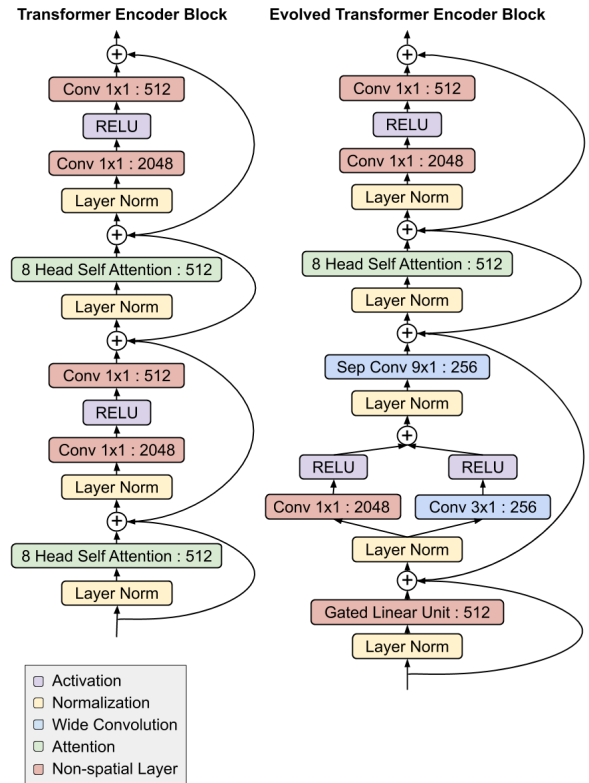 Transformer Encoder Block
Conv 1x1 : 512
RELU
Conv 1x1 : 2048
Layer Norm
8 Head Self Attention : 512
Layer Norm
Conv 1x1 : 512
RELU
Conv 1x1 : 2048
Layer Norm
8 Head Self Attention : 512
Layer Norm
Evolved Transformer Encoder Block
Conv 1x1 : 512
RELU
Conv 1x1 : 2048
Layer Norm
8 Head Self Attention : 512
Layer Norm
Sep Conv 9x1 : 256
Layer Norm
RELU
RELU
Conv 1x1 : 2048
Conv 3x1 : 256
Layer Norm
Gated Linear Unit : 512
Layer Norm
Activation
Normalization
Wide Convolution
Attention
Non-spatial Layer